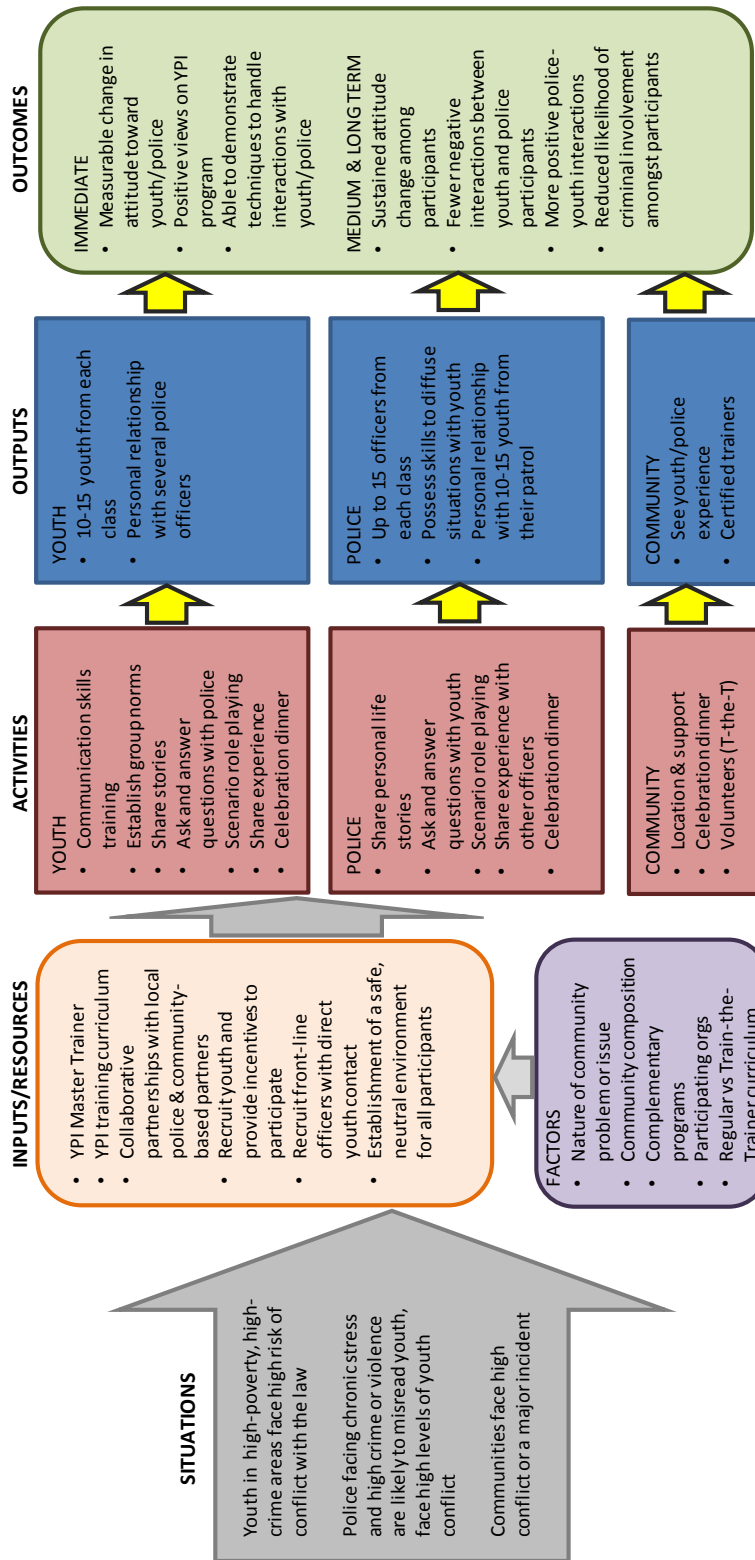 SITUATIONS
Youth in high-poverty, high-
crime areas face high risk of
conflict with the law
Police facing chronic stress
and high crime or violence
are likely to misread youth,
face high levels of youth
conflict
Communities face high
conflict or a major incident
INPUTS/RESOURCES
• YPI Master Trainer
• YPI training curriculum
• Collaborative
partnerships with local
police & community-
based partners
• Recruit youth and
provide incentives to
participate
• Recruit front-line
officers with direct
youth contact
• Establishment of a safe,
neutral environment
for all participants
FACTORS
• Nature of community
problem or issue
• Community composition
• Complementary
programs
• Participating orgs
• Regular vs Train-the-
Trainer curriculum
ACTIVITIES
YOUTH
• Communication skills
training
• Establish group norms
• Share stories
• Ask and answer
questions with police
• Scenario role playing
• Share experience
• Celebration dinner
POLICE
• Share personal life
stories
• Ask and answer
questions with youth
• Scenario role playing
• Share experience with
other officers
• Celebration dinner
COMMUNITY
• Location & support
• Celebration dinner
• Volunteers (T-the-T)
OUTPUTS
YOUTH
• 10-15 youth from each
class
• Personal relationship
with several police
officers
POLICE
• Up to 15 officers from
each class
• Possess skills to diffuse
situations with youth
• Personal relationship
with 10-15 youth from
their patrol
COMMUNITY
• See youth/police
experience
• Certified trainers
OUTCOMES
IMMEDIATE
• Measurable change in
attitude toward
youth/police
• Positive views on YPI
program
• Able to demonstrate
techniques to handle
interactions with
youth/police
MEDIUM & LONG TERM
• Sustained attitude
change among
participants
• Fewer negative
interactions between
youth and police
participants
• More positive police-
youth interactions
• Reduced likelihood of
criminal involvement
amongst participants